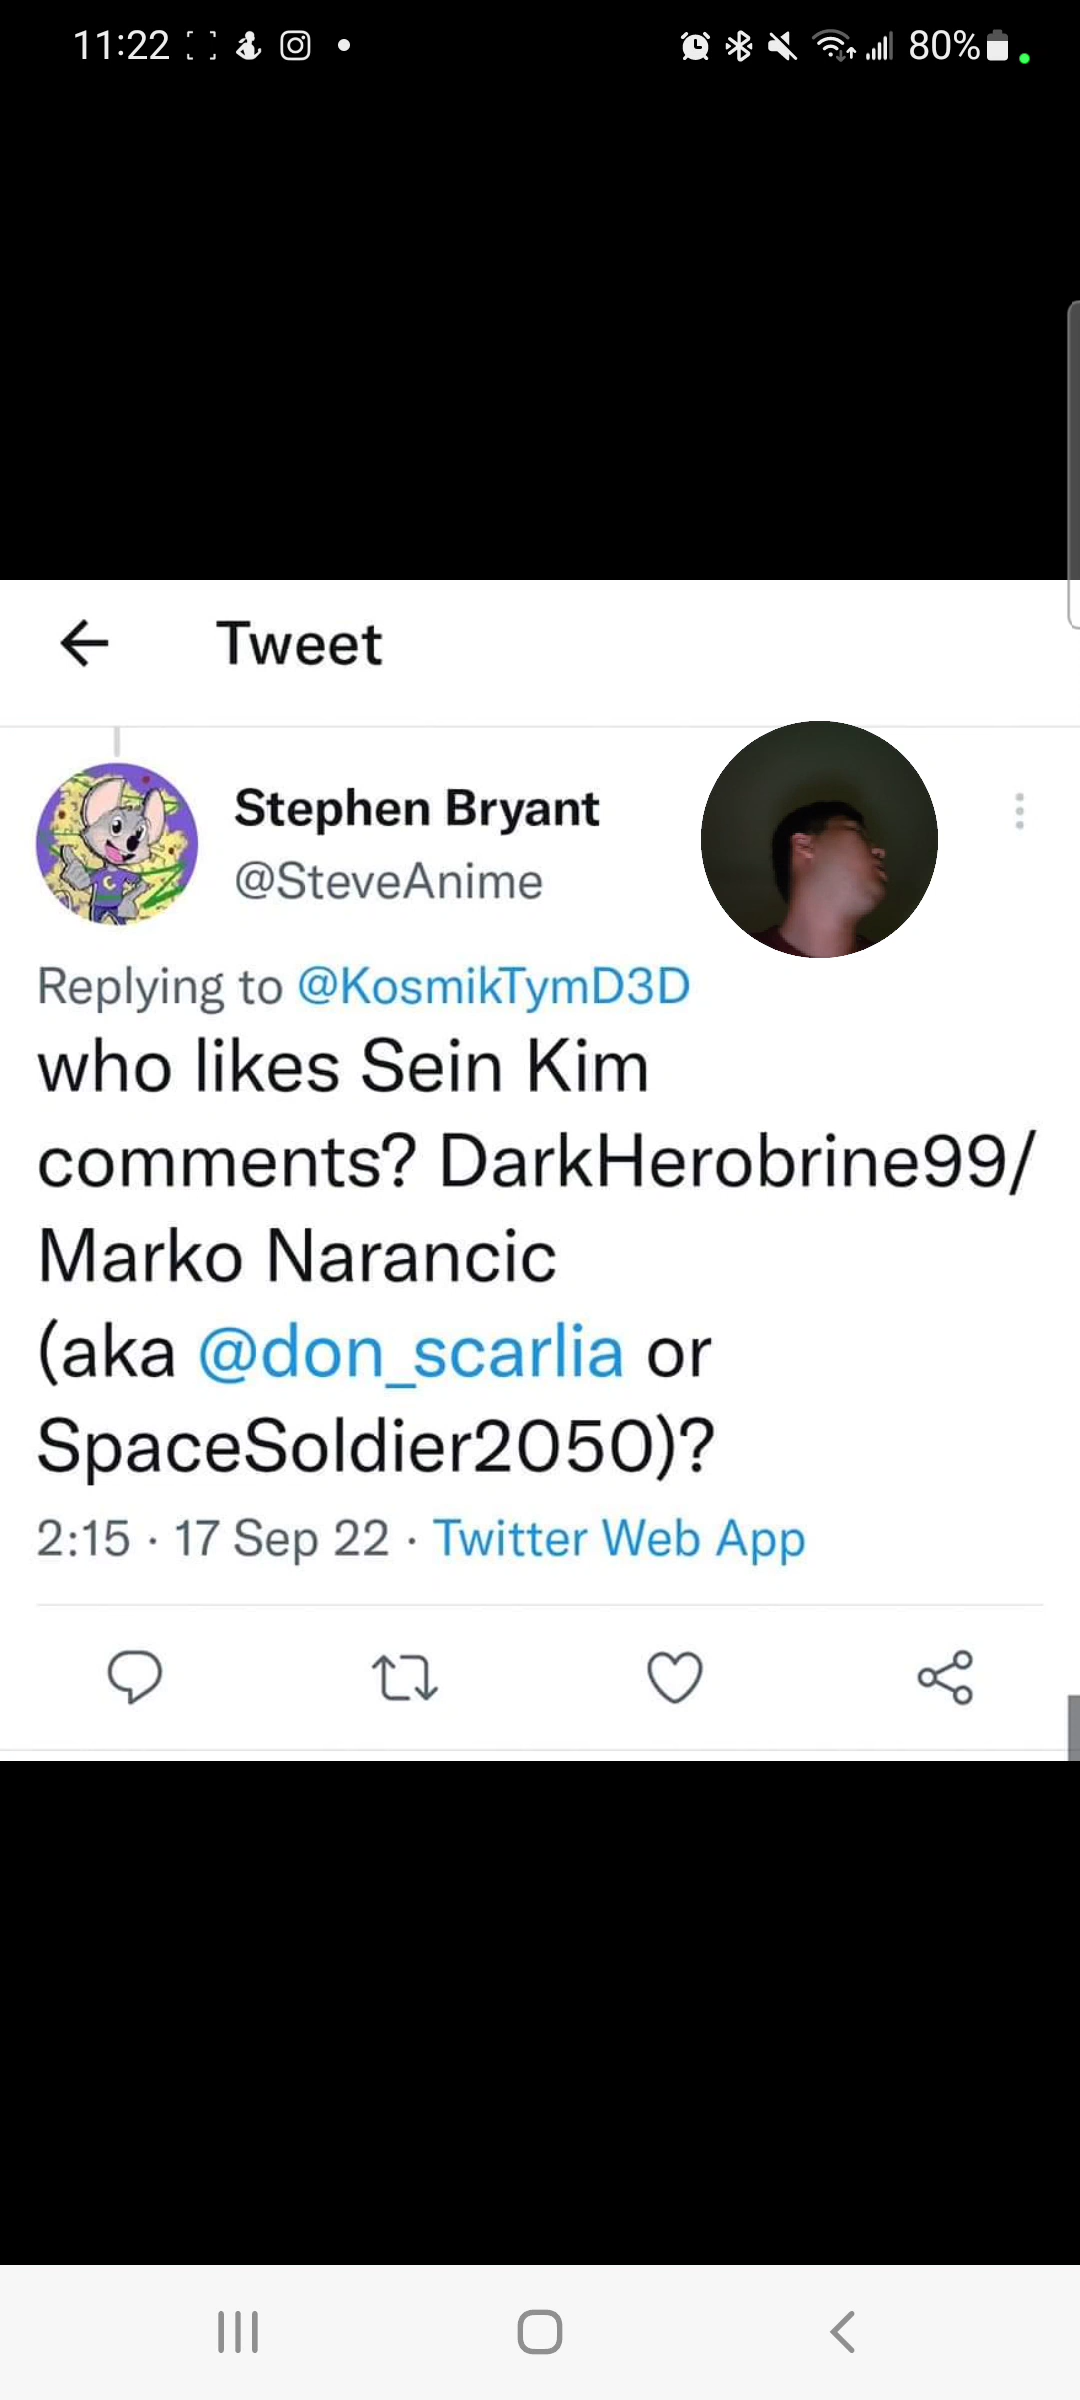 11:22 80%
Tweet
Stephen Bryant
@SteveAnime
Replying to @KosmikTymD3D
who likes Sein Kim
comments? DarkHerobrine99/
Marko Narancic
(aka @don_scarlia or
SpaceSoldier2050)?
2:15 · 17 Sep 22 · Twitter Web App